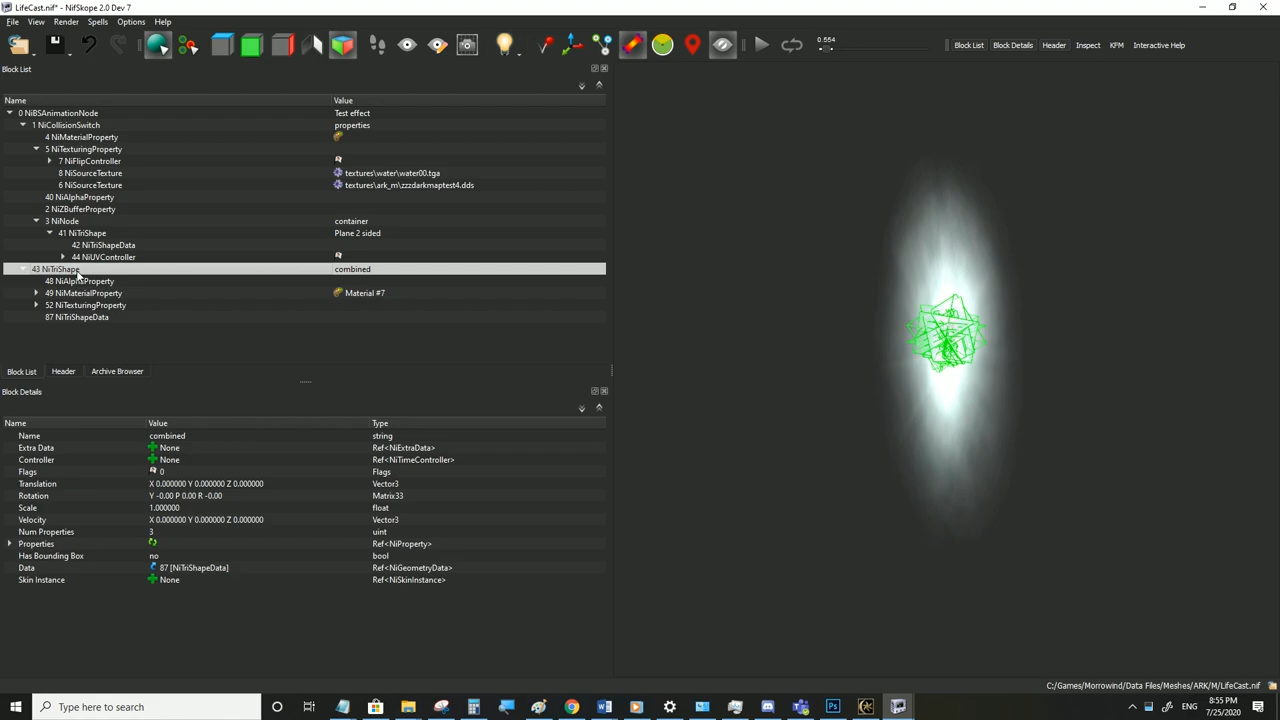 LifeCast.nif* - NifSkope 2.0 Dev 7
File View Render Spells Options Help
0.554
Block List Block Details Header Inspect KFM Interactive Help
Block List
Name Value
0 NiBSAnimationNode Test effect
1 NiCollisionSwitch properties
4 NiMaterialProperty
5 NiTexturingProperty
7 NiFlipController
8 NiSourceTexture textures\water\water00.tga
6 NiSourceTexture textures\ark_m\zzzdarkmaptest4.dds
40 NiAlphaProperty
2 NiZBufferProperty
3 NiNode container
41 NiTriShape Plane 2 sided
42 NiTriShapeData
44 NiUVController
43 NiTriShape combined
48 NiAlphaProperty
49 NiMaterialProperty Material #7
52 NiTexturingProperty
87 NiTriShapeData
Block List Header Archive Browser
Block Details
Name Value Type
Name combined string
Extra Data None Ref<NiExtraData>
Controller None Ref<NiTimeController>
Flags 0 Flags
Translation X 0.000000 Y 0.000000 Z 0.000000 Vector3
Rotation Y -0.00 P 0.00 R -0.00 Matrix33
Scale 1.000000 float
Velocity X 0.000000 Y 0.000000 Z 0.000000 Vector3
Num Properties 3 uint
Properties Ref<NiProperty>
Has Bounding Box no bool
Data 87 [NiTriShapeData] Ref<NiGeometryData>
Skin Instance None Ref<NiSkinInstance>
C:/Games/Morrowind/Data Files/Meshes/ARK/M/LifeCast.nif
Type here to search
ENG
8:55 PM
7/25/2020